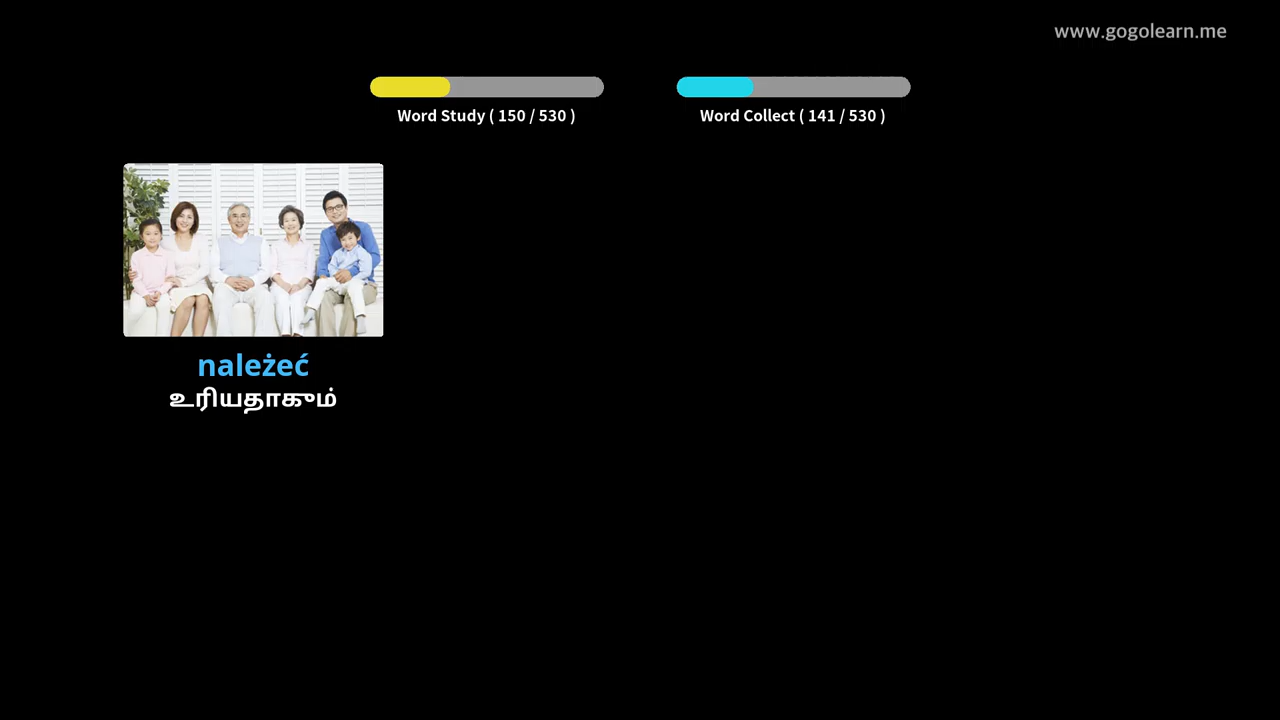 www.gogolearn.me
Word Study ( 150 / 530 )
Word Collect ( 141 / 530 )
należeć
உரியதாகும்